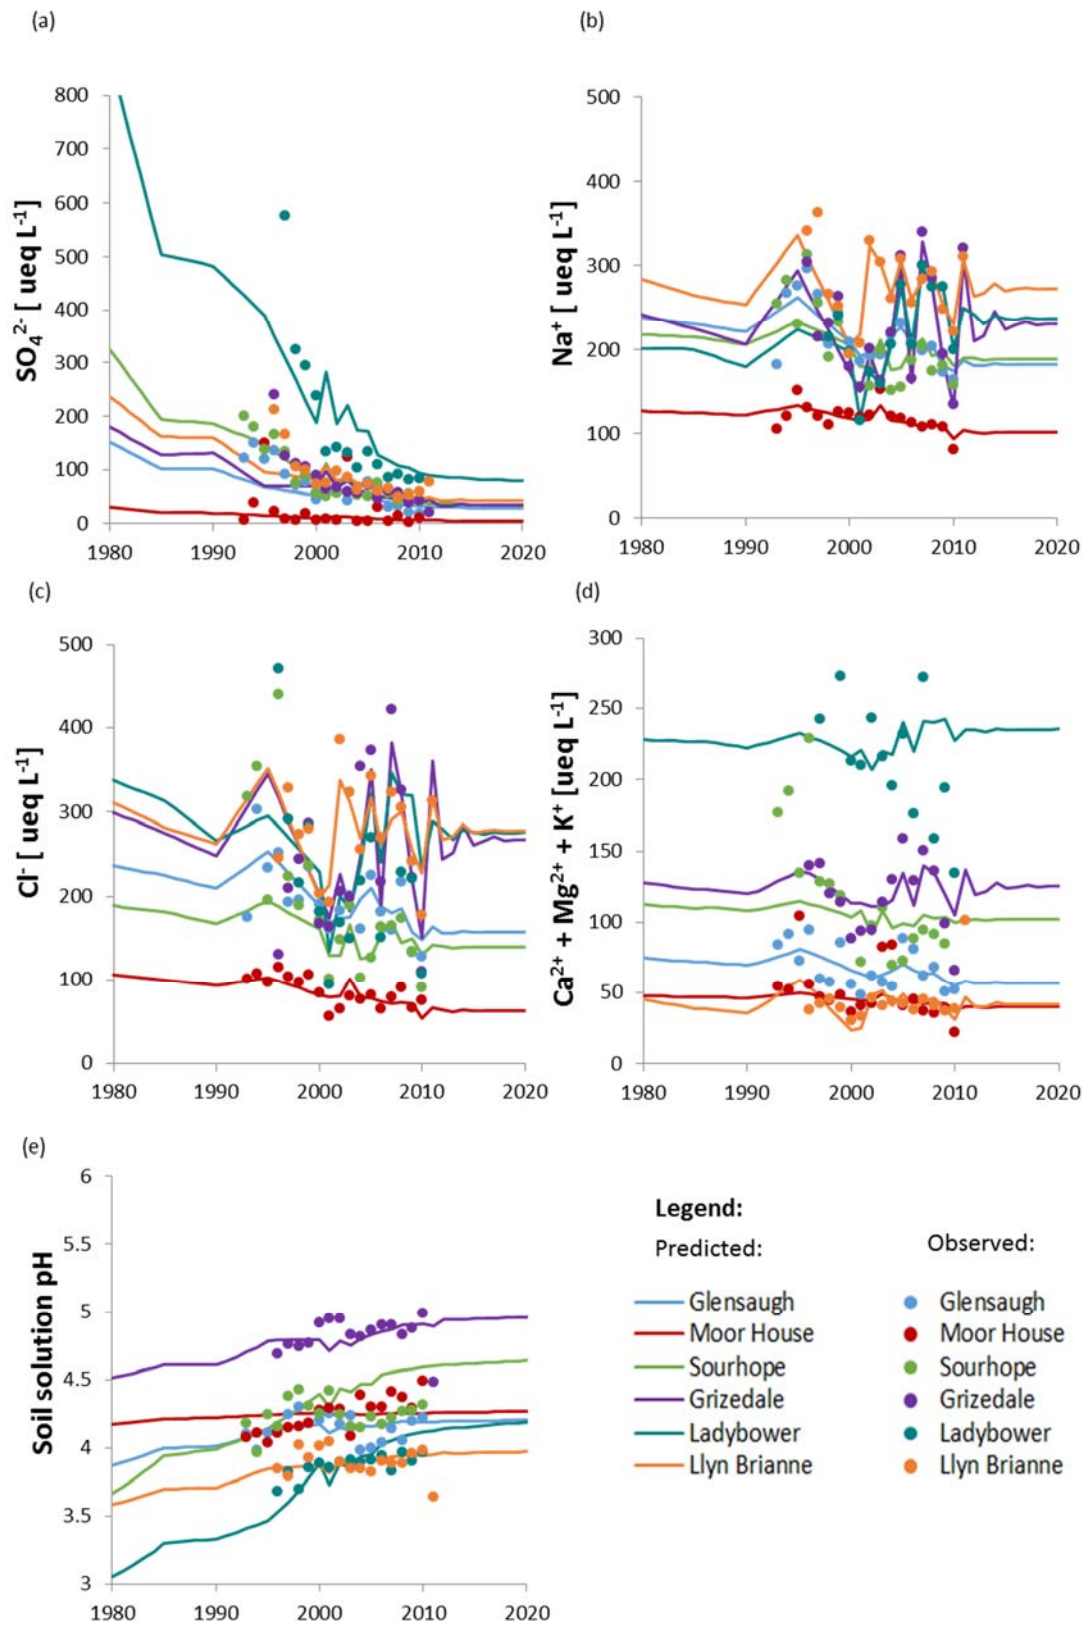 (a)
SO₄²⁻ [ ueq L⁻¹]
800
700
600
500
400
300
200
100
0
1980 1990 2000 2010 2020
(b)
Na⁺ [ ueq L⁻¹]
500
400
300
200
100
0
1980 1990 2000 2010 2020
(c)
Cl⁻ [ ueq L⁻¹]
500
400
300
200
100
0
1980 1990 2000 2010 2020
(d)
Ca²⁺ + Mg²⁺ + K⁺ [ueq L⁻¹]
300
250
200
150
100
50
0
1980 1990 2000 2010 2020
(e)
Soil solution pH
6
5.5
5
4.5
4
3.5
3
1980 1990 2000 2010 2020
Legend:
Predicted: Observed:
Glensaugh Glensaugh
Moor House Moor House
Sourhope Sourhope
Grizedale Grizedale
Ladybower Ladybower
Llyn Brianne Llyn Brianne